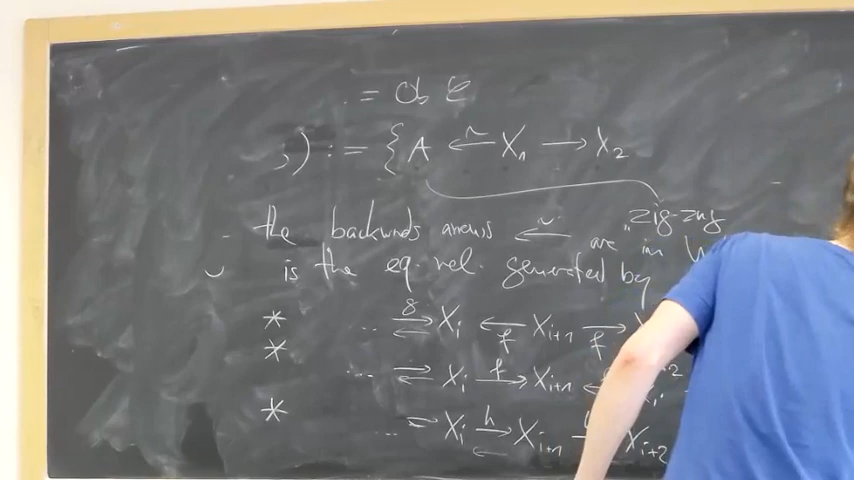 = Ob 𝒞
, ) := { A ⟵~ X₁ ⟶ X₂
„zig-zag
the backwards arrows ⟵~ are in W
∼ is the eq. rel. generated by
* .. ⇄ g Xᵢ ⟵ f Xᵢ₊₁ ⟶ f
* ... ⇄ Xᵢ ⟶ f Xᵢ₊₁
* ... Xᵢ ⟶ h Xᵢ₊₁ Xᵢ₊₂